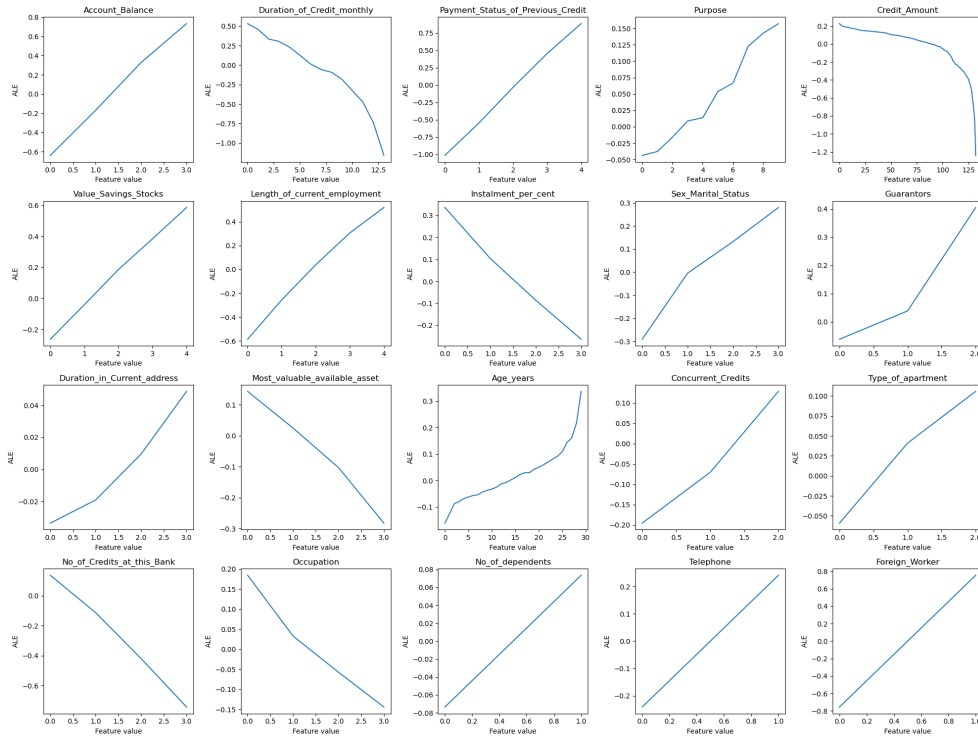 Account_Balance
0.8
0.6
0.4
0.2
0.0
−0.2
−0.4
−0.6
ALE
0.0 0.5 1.0 1.5 2.0 2.5 3.0
Feature value
Duration_of_Credit_monthly
0.50
0.25
0.00
−0.25
−0.50
−0.75
−1.00
ALE
0.0 2.5 5.0 7.5 10.0 12.5
Feature value
Payment_Status_of_Previous_Credit
0.75
0.50
0.25
0.00
−0.25
−0.50
−0.75
−1.00
ALE
0 1 2 3 4
Feature value
Purpose
0.150
0.125
0.100
0.075
0.050
0.025
0.000
−0.025
−0.050
ALE
0 2 4 6 8
Feature value
Credit_Amount
0.2
0.0
−0.2
−0.4
−0.6
−0.8
−1.0
−1.2
ALE
0 25 50 75 100 125
Feature value
Value_Savings_Stocks
0.6
0.4
0.2
0.0
−0.2
ALE
0 1 2 3 4
Feature value
Length_of_current_employment
0.4
0.2
0.0
−0.2
−0.4
−0.6
ALE
0 1 2 3 4
Feature value
Instalment_per_cent
0.3
0.2
0.1
0.0
−0.1
−0.2
ALE
0.0 0.5 1.0 1.5 2.0 2.5 3.0
Feature value
Sex_Marital_Status
0.3
0.2
0.1
0.0
−0.1
−0.2
−0.3
ALE
0.0 0.5 1.0 1.5 2.0 2.5 3.0
Feature value
Guarantors
0.4
0.3
0.2
0.1
0.0
ALE
0.0 0.5 1.0 1.5 2.0
Feature value
Duration_in_Current_address
0.04
0.02
0.00
−0.02
ALE
0.0 0.5 1.0 1.5 2.0 2.5 3.0
Feature value
Most_valuable_available_asset
0.1
0.0
−0.1
−0.2
−0.3
ALE
0.0 0.5 1.0 1.5 2.0 2.5 3.0
Feature value
Age_years
0.3
0.2
0.1
0.0
−0.1
ALE
0 5 10 15 20 25 30
Feature value
Concurrent_Credits
0.10
0.05
0.00
−0.05
−0.10
−0.15
−0.20
ALE
0.0 0.5 1.0 1.5 2.0
Feature value
Type_of_apartment
0.100
0.075
0.050
0.025
0.000
−0.025
−0.050
ALE
0.0 0.5 1.0 1.5 2.0
Feature value
No_of_Credits_at_this_Bank
0.0
−0.2
−0.4
−0.6
ALE
0.0 0.5 1.0 1.5 2.0 2.5 3.0
Feature value
Occupation
0.20
0.15
0.10
0.05
0.00
−0.05
−0.10
−0.15
ALE
0.0 0.5 1.0 1.5 2.0 2.5 3.0
Feature value
No_of_dependents
0.08
0.06
0.04
0.02
0.00
−0.02
−0.04
−0.06
−0.08
ALE
0.0 0.2 0.4 0.6 0.8 1.0
Feature value
Telephone
0.2
0.1
0.0
−0.1
−0.2
ALE
0.0 0.2 0.4 0.6 0.8 1.0
Feature value
Foreign_Worker
0.8
0.6
0.4
0.2
0.0
−0.2
−0.4
−0.6
−0.8
ALE
0.0 0.2 0.4 0.6 0.8 1.0
Feature value